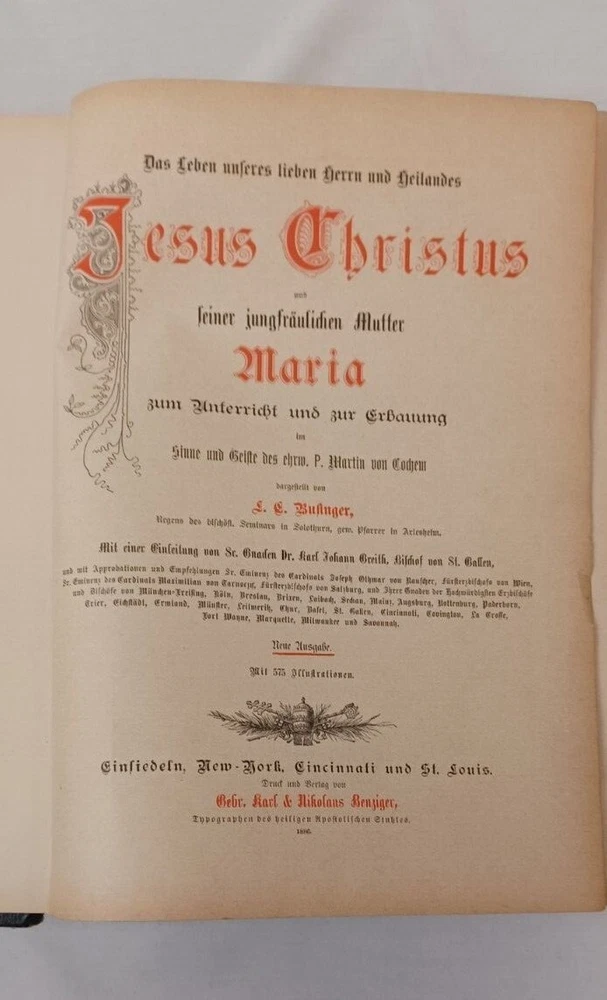 Das Leben unseres lieben Herrn und Heilandes
Jesus Christus
und
seiner jungfräulichen Mutter
Maria
zum Unterricht und zur Erbauung
im
Sinne und Geiste des ehrw. P. Martin von Cochem
dargestellt von
L. C. Businger,
Regens des bischöfl. Seminars in Solothurn, gew. Pfarrer in Arlesheim.
Mit einer Einleitung von Sr. Gnaden Dr. Karl Johann Greith, Bischof von St. Gallen,
und mit Approbationen und Empfehlungen Sr. Eminenz des Cardinals Joseph Othmar von Rauscher, Fürsterzbischofs von Wien,
Sr. Eminenz des Cardinals Maximilian von Tarnoczy, Fürsterzbischofs von Salzburg, und Ihrer Gnaden der Hochwürdigsten Erzbischöfe
und Bischöfe von München-Freising, Köln, Breslau, Brixen, Laibach, Seckau, Mainz, Augsburg, Rottenburg, Paderborn,
Trier, Eichstädt, Ermland, Münster, Leitmeritz, Chur, Basel, St. Gallen, Cincinnati, Covington, La Crosse,
Fort Wayne, Marquette, Milwaukee und Savannah.
Neue Ausgabe.
Mit 575 Illustrationen.
Einsiedeln, New-York, Cincinnati und St. Louis.
Druck und Verlag von
Gebr. Karl & Nikolaus Benziger,
Typographen des heiligen Apostolischen Stuhles.
1886.